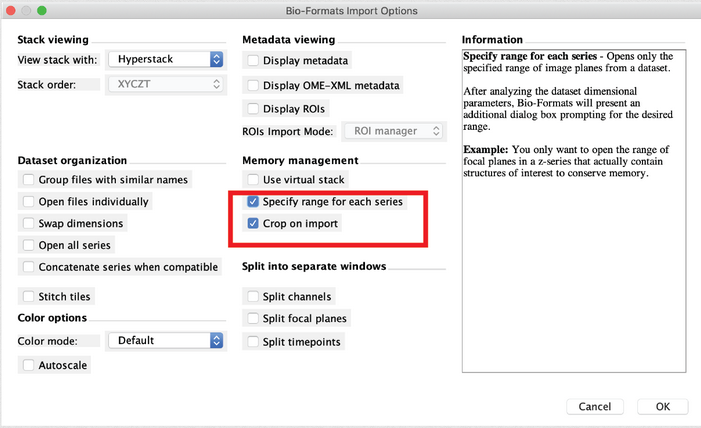 Bio-Formats Import Options
Stack viewing
View stack with: Hyperstack
Stack order: XYCZT
Metadata viewing
Display metadata
Display OME-XML metadata
Display ROIs
ROIs Import Mode: ROI manager
Information
Specify range for each series - Opens only the
specified range of image planes from a dataset.
After analyzing the dataset dimensional
parameters, Bio-Formats will present an
additional dialog box prompting for the desired
range.
Example: You only want to open the range of
focal planes in a z-series that actually contain
structures of interest to conserve memory.
Dataset organization
Group files with similar names
Open files individually
Swap dimensions
Open all series
Concatenate series when compatible
Stitch tiles
Memory management
Use virtual stack
Specify range for each series
Crop on import
Color options
Color mode: Default
Autoscale
Split into separate windows
Split channels
Split focal planes
Split timepoints
Cancel
OK